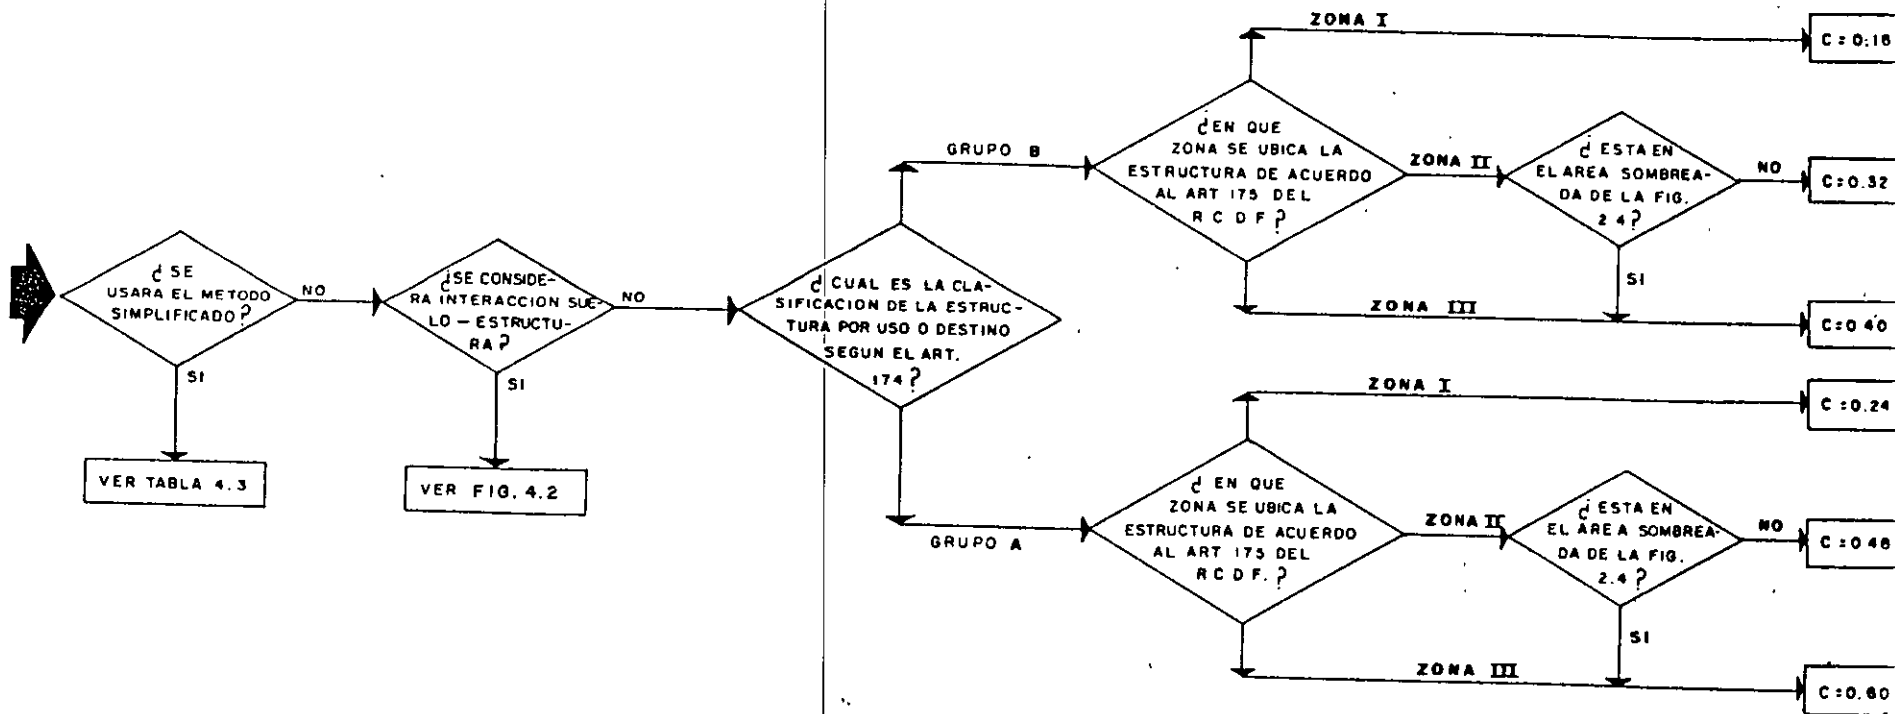 ¿ SE
USARA EL METODO
SIMPLIFICADO?
NO
SI
VER TABLA 4.3
¿SE CONSIDE-
RA INTERACCION SUE-
LO - ESTRUCTU-
RA?
NO
SI
VER FIG. 4.2
¿ CUAL ES LA CLA-
SIFICACION DE LA ESTRUC-
TURA POR USO O DESTINO
SEGUN EL ART.
174?
GRUPO B
¿EN QUE
ZONA SE UBICA LA
ESTRUCTURA DE ACUERDO
AL ART 175 DEL
R C D F?
ZONA I
C = 0.16
ZONA II
¿ ESTA EN
EL AREA SOMBREA-
DA DE LA FIG.
2 4?
NO
C=0.32
SI
ZONA III
C=0 40
GRUPO A
¿ EN QUE
ZONA SE UBICA LA
ESTRUCTURA DE ACUERDO
AL ART 175 DEL
R C D F. ?
ZONA I
C =0.24
ZONA II
¿ESTA EN
EL AREA SOMBREA-
DA DE LA FIG.
2.4?
NO
C=0 48
SI
ZONA III
C=0.60